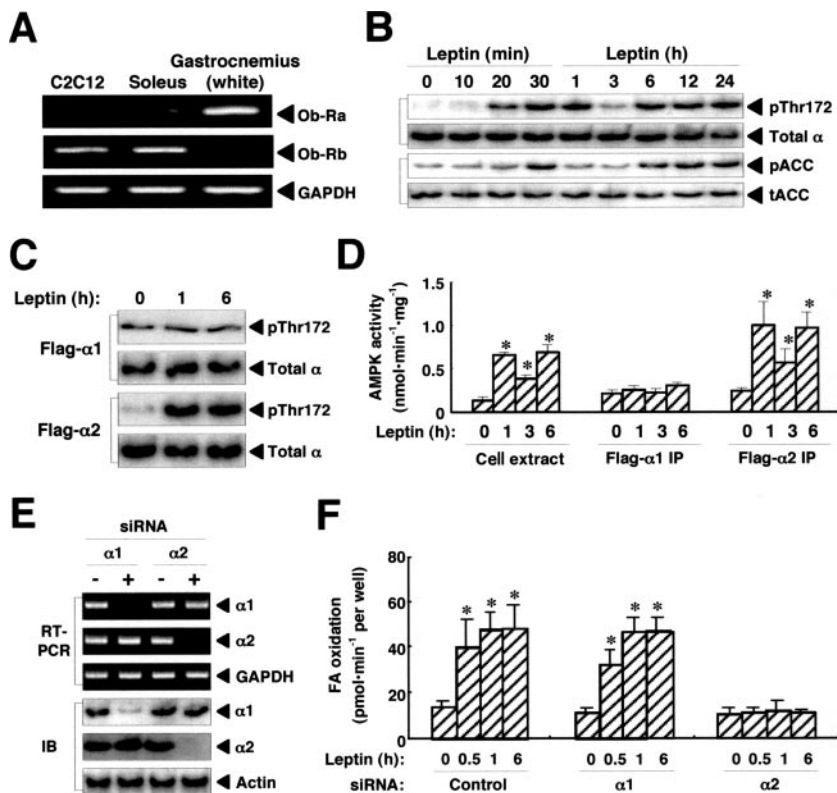 A
Gastrocnemius
C2C12 Soleus (white)
Ob-Ra
Ob-Rb
GAPDH
B
Leptin (min) Leptin (h)
0 10 20 30 1 3 6 12 24
pThr172
Total α
pACC
tACC
C
Leptin (h): 0 1 6
Flag-α1
pThr172
Total α
Flag-α2
pThr172
Total α
D
AMPK activity
(nmol·min⁻¹·mg⁻¹)
1.5
1.0
0.5
0
* * *
* * *
Leptin (h): 0 1 3 6 0 1 3 6 0 1 3 6
Cell extract Flag-α1 IP Flag-α2 IP
E
siRNA
α1 α2
- + - +
RT-
PCR
α1
α2
GAPDH
IB
α1
α2
Actin
F
FA oxidation
(pmol·min⁻¹ per well)
80
60
40
20
0
* * *
* * *
Leptin (h): 0 0.5 1 6 0 0.5 1 6 0 0.5 1 6
siRNA: Control α1 α2